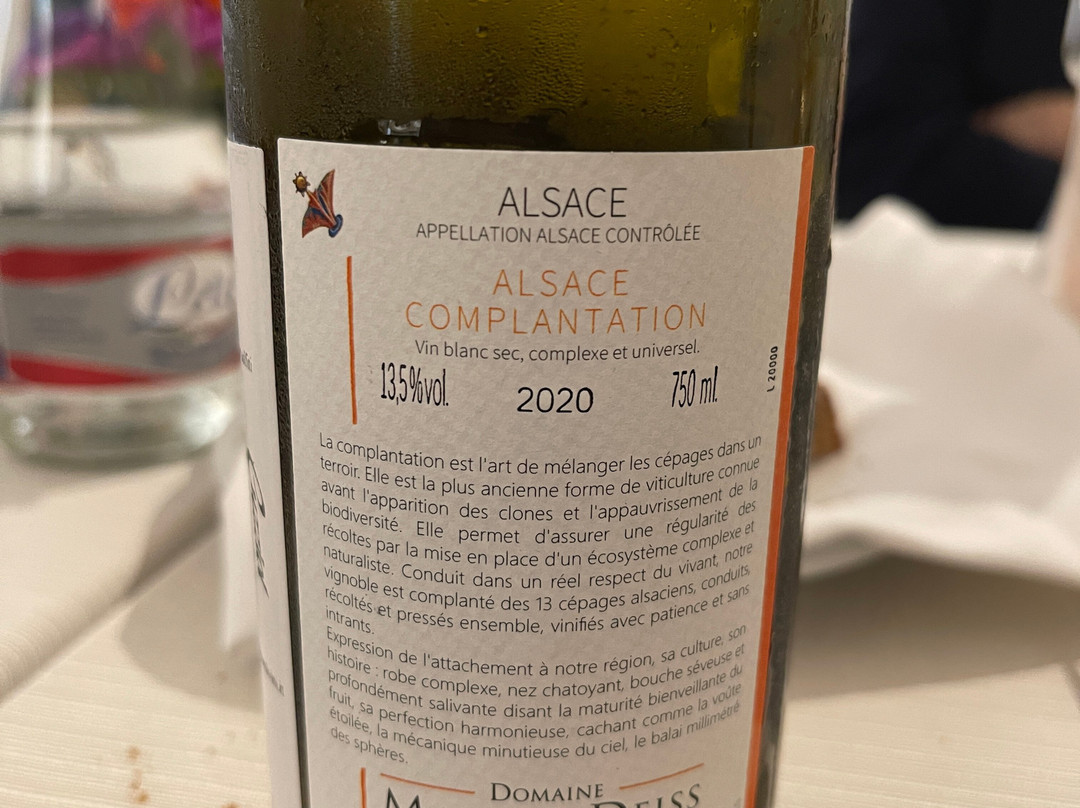 ALSACE
APPELLATION ALSACE CONTRÔLÉE
ALSACE
COMPLANTATION
Vin blanc sec, complexe et universel.
13,5%vol. 2020 750 ml.
L 20000
La complantation est l'art de mélanger les cépages dans un
terroir. Elle est la plus ancienne forme de viticulture connue
avant l'apparition des clones et l'appauvrissement de la
biodiversité. Elle permet d'assurer une régularité des
récoltes par la mise en place d'un écosystème complexe et
naturaliste. Conduit dans un réel respect du vivant, notre
vignoble est complanté des 13 cépages alsaciens, conduits,
récoltés et pressés ensemble, vinifiés avec patience et sans
intrants.
Expression de l'attachement à notre région, sa culture, son
histoire : robe complexe, nez chatoyant, bouche séveuse et
profondément salivante disant la maturité bienveillante du
fruit, sa perfection harmonieuse, cachant comme la voûte
étoilée, la mécanique minutieuse du ciel, le balai millimétré
des sphères.
DOMAINE
DEISS